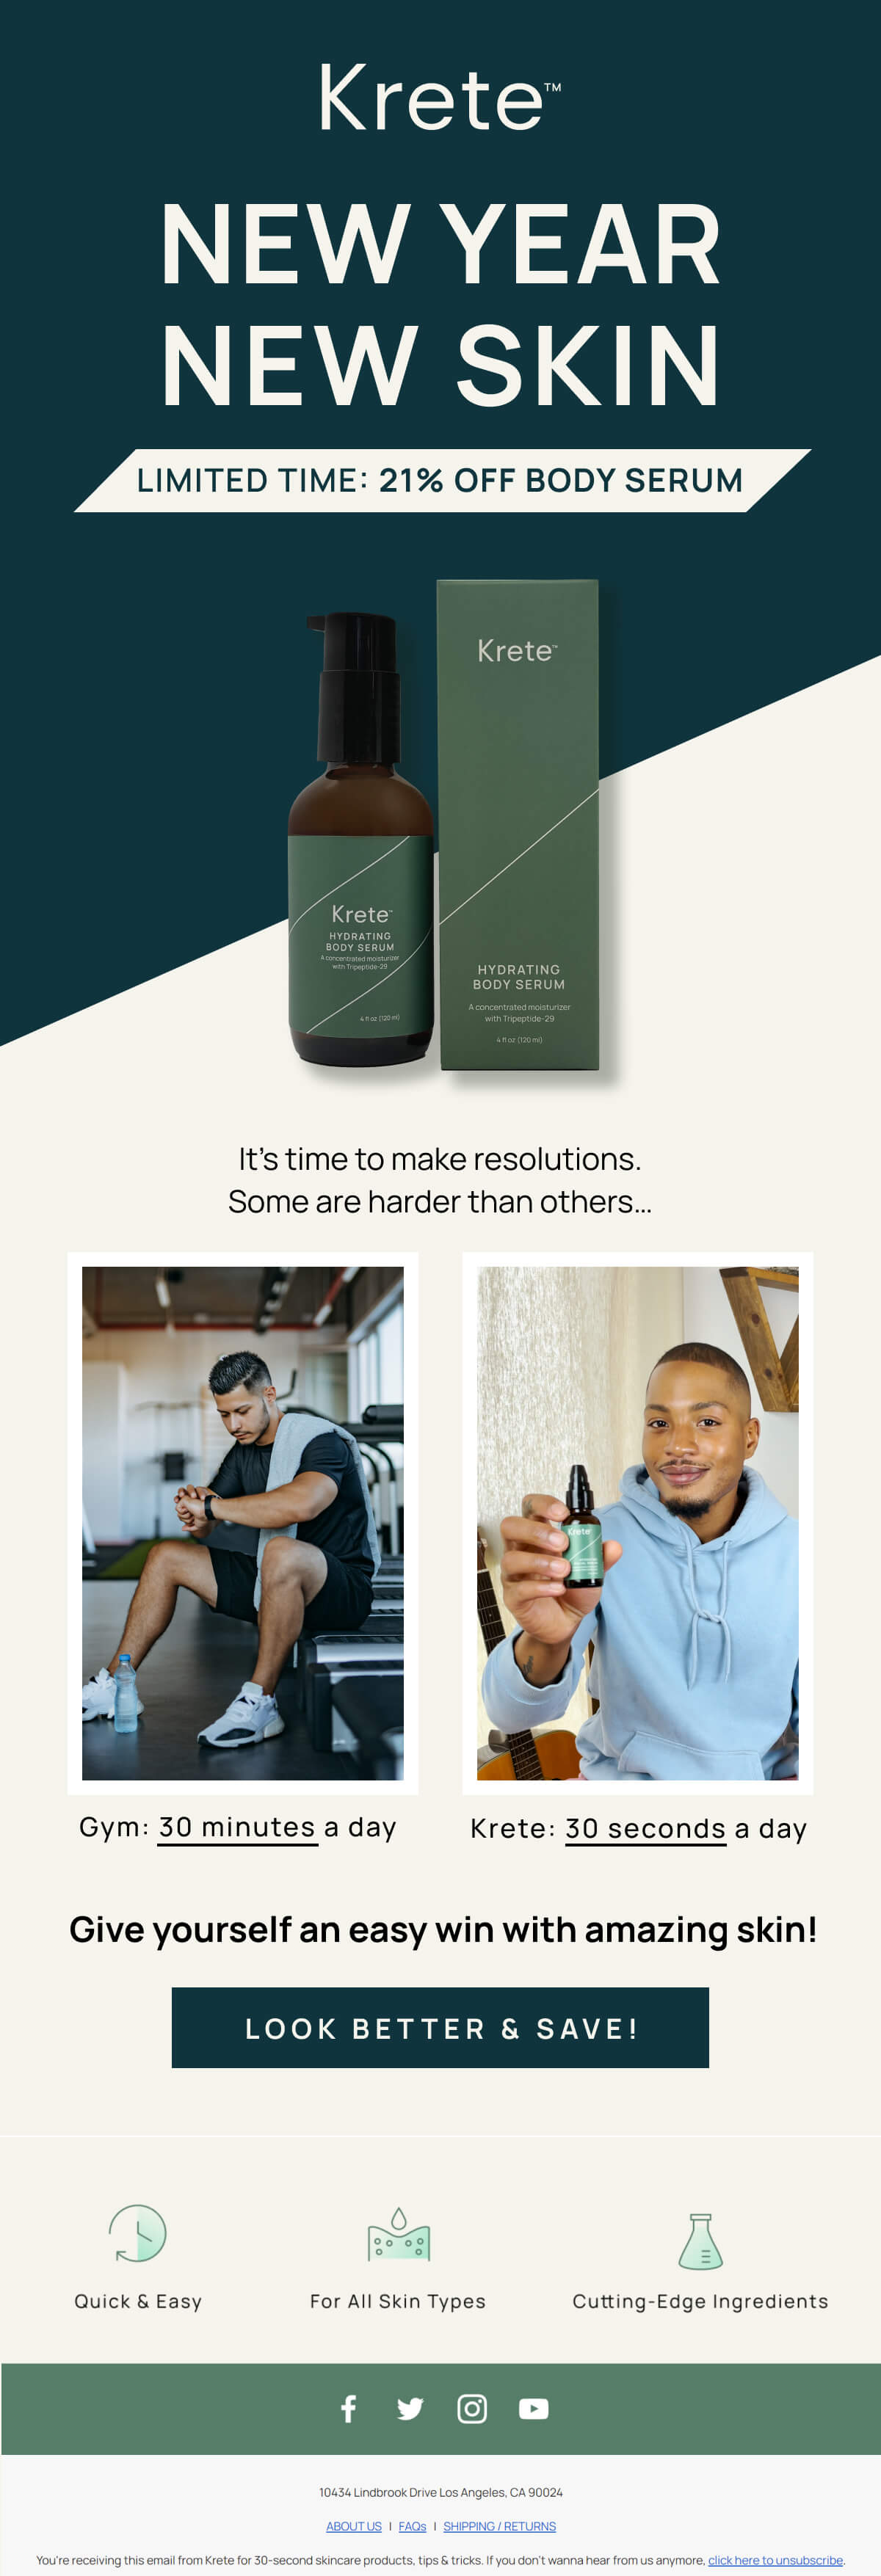 Krete™
NEW YEAR
NEW SKIN
LIMITED TIME: 21% OFF BODY SERUM
Krete™
HYDRATING
BODY SERUM
A concentrated moisturizer
with Tripeptide-29
4 fl oz (120 ml)
Krete™
HYDRATING
BODY SERUM
A concentrated moisturizer
with Tripeptide-29
4 fl oz (120 ml)
It's time to make resolutions.
Some are harder than others...
Krete
Gym: 30 minutes a day
Krete: 30 seconds a day
Give yourself an easy win with amazing skin!
LOOK BETTER & SAVE!
Quick & Easy
For All Skin Types
Cutting-Edge Ingredients
10434 Lindbrook Drive Los Angeles, CA 90024
ABOUT US | FAQs | SHIPPING / RETURNS
You're receiving this email from Krete for 30-second skincare products, tips & tricks. If you don't wanna hear from us anymore, click here to unsubscribe.